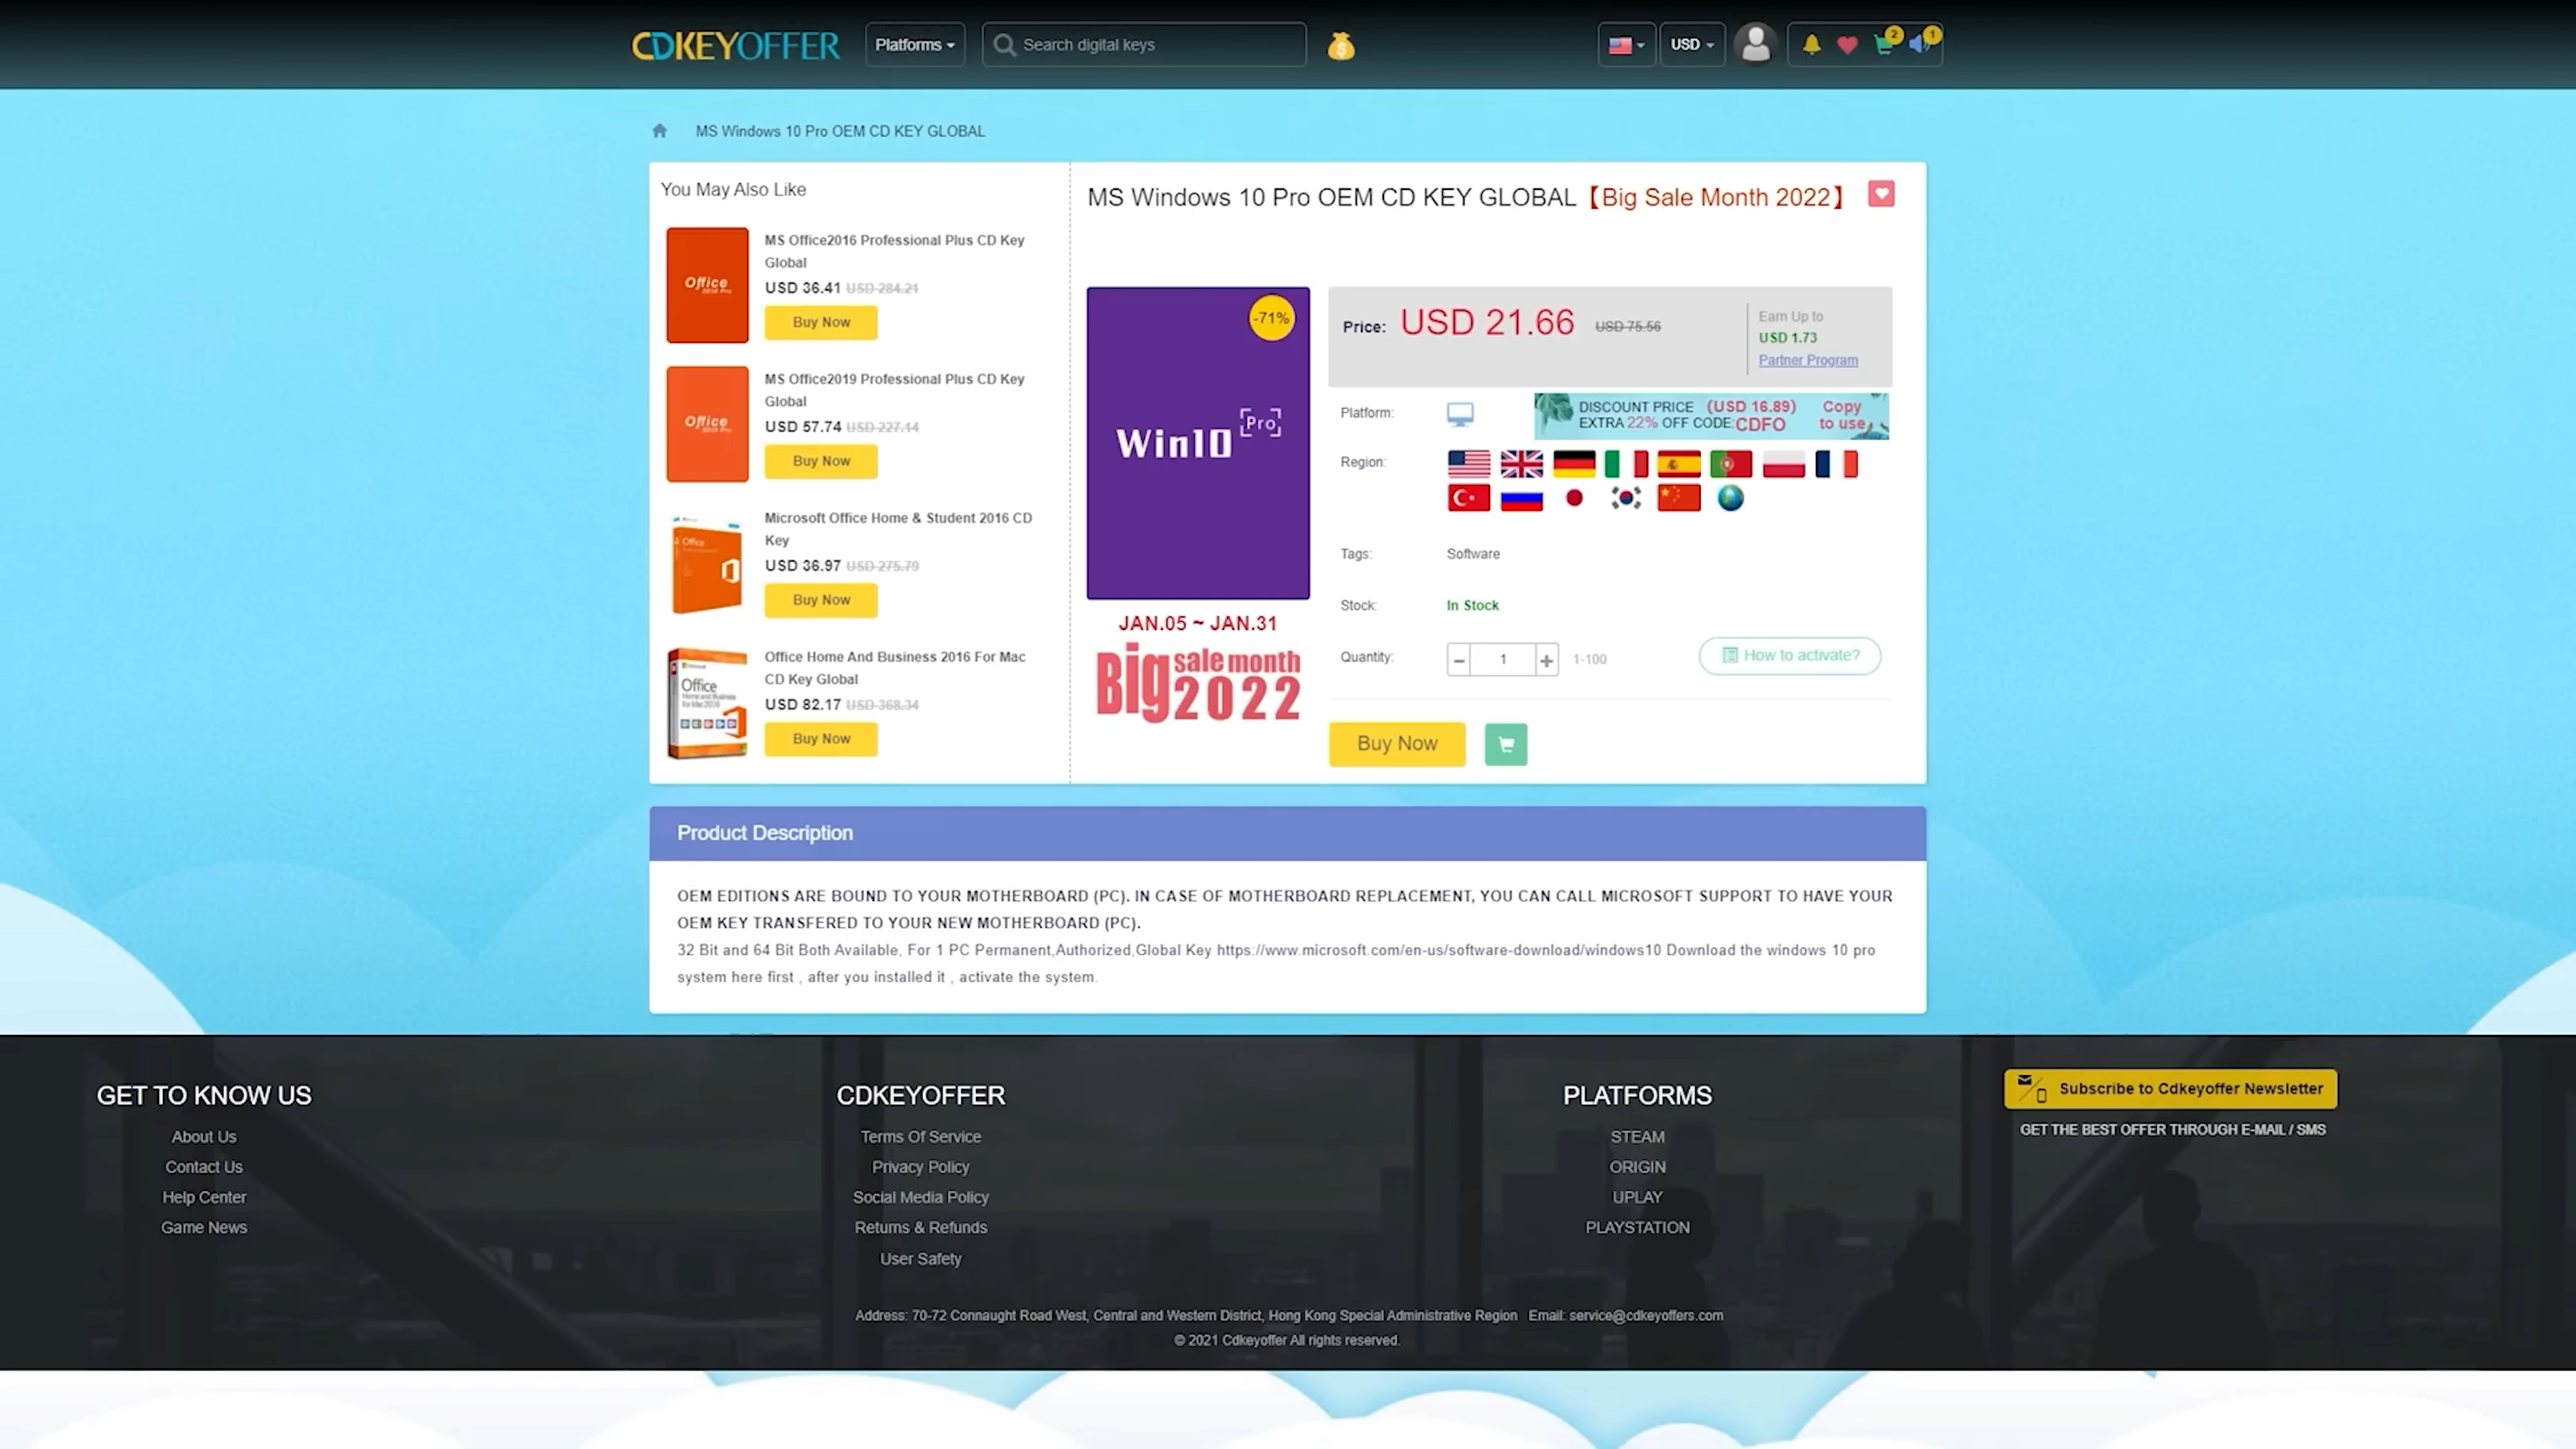 CDKEYOFFER
Platforms
Search digital keys
USD
2
1
MS Windows 10 Pro OEM CD KEY GLOBAL
You May Also Like
Office
MS Office2016 Professional Plus CD Key
Global
USD 36.41 USD 284.21
Buy Now
Office
MS Office2019 Professional Plus CD Key
Global
USD 57.74 USD 227.14
Buy Now
Office
Microsoft Office Home & Student 2016 CD
Key
USD 36.97 USD 275.79
Buy Now
Office
Office Home And Business 2016 For Mac
CD Key Global
USD 82.17 USD 368.34
Buy Now
MS Windows 10 Pro OEM CD KEY GLOBAL【Big Sale Month 2022】
-71%
Win10 Pro
JAN.05 ~ JAN.31
Big sale month
2022
Price: USD 21.66 USD 75.56
Earn Up to
USD 1.73
Partner Program
Platform:
DISCOUNT PRICE (USD 16.89) Copy
EXTRA 22% OFF CODE:CDFO to use
Region:
Tags: Software
Stock: In Stock
Quantity: − 1 + 1-100
How to activate?
Buy Now
Product Description
OEM EDITIONS ARE BOUND TO YOUR MOTHERBOARD (PC). IN CASE OF MOTHERBOARD REPLACEMENT, YOU CAN CALL MICROSOFT SUPPORT TO HAVE YOUR
OEM KEY TRANSFERED TO YOUR NEW MOTHERBOARD (PC).
32 Bit and 64 Bit Both Available, For 1 PC Permanent,Authorized,Global Key https://www.microsoft.com/en-us/software-download/windows10 Download the windows 10 pro
system here first , after you installed it , activate the system.
GET TO KNOW US
About Us
Contact Us
Help Center
Game News
CDKEYOFFER
Terms Of Service
Privacy Policy
Social Media Policy
Returns & Refunds
User Safety
PLATFORMS
STEAM
ORIGIN
UPLAY
PLAYSTATION
Subscribe to Cdkeyoffer Newsletter
GET THE BEST OFFER THROUGH E-MAIL / SMS
Address: 70-72 Connaught Road West, Central and Western District, Hong Kong Special Administrative Region Email: service@cdkeyoffers.com
© 2021 Cdkeyoffer All rights reserved.